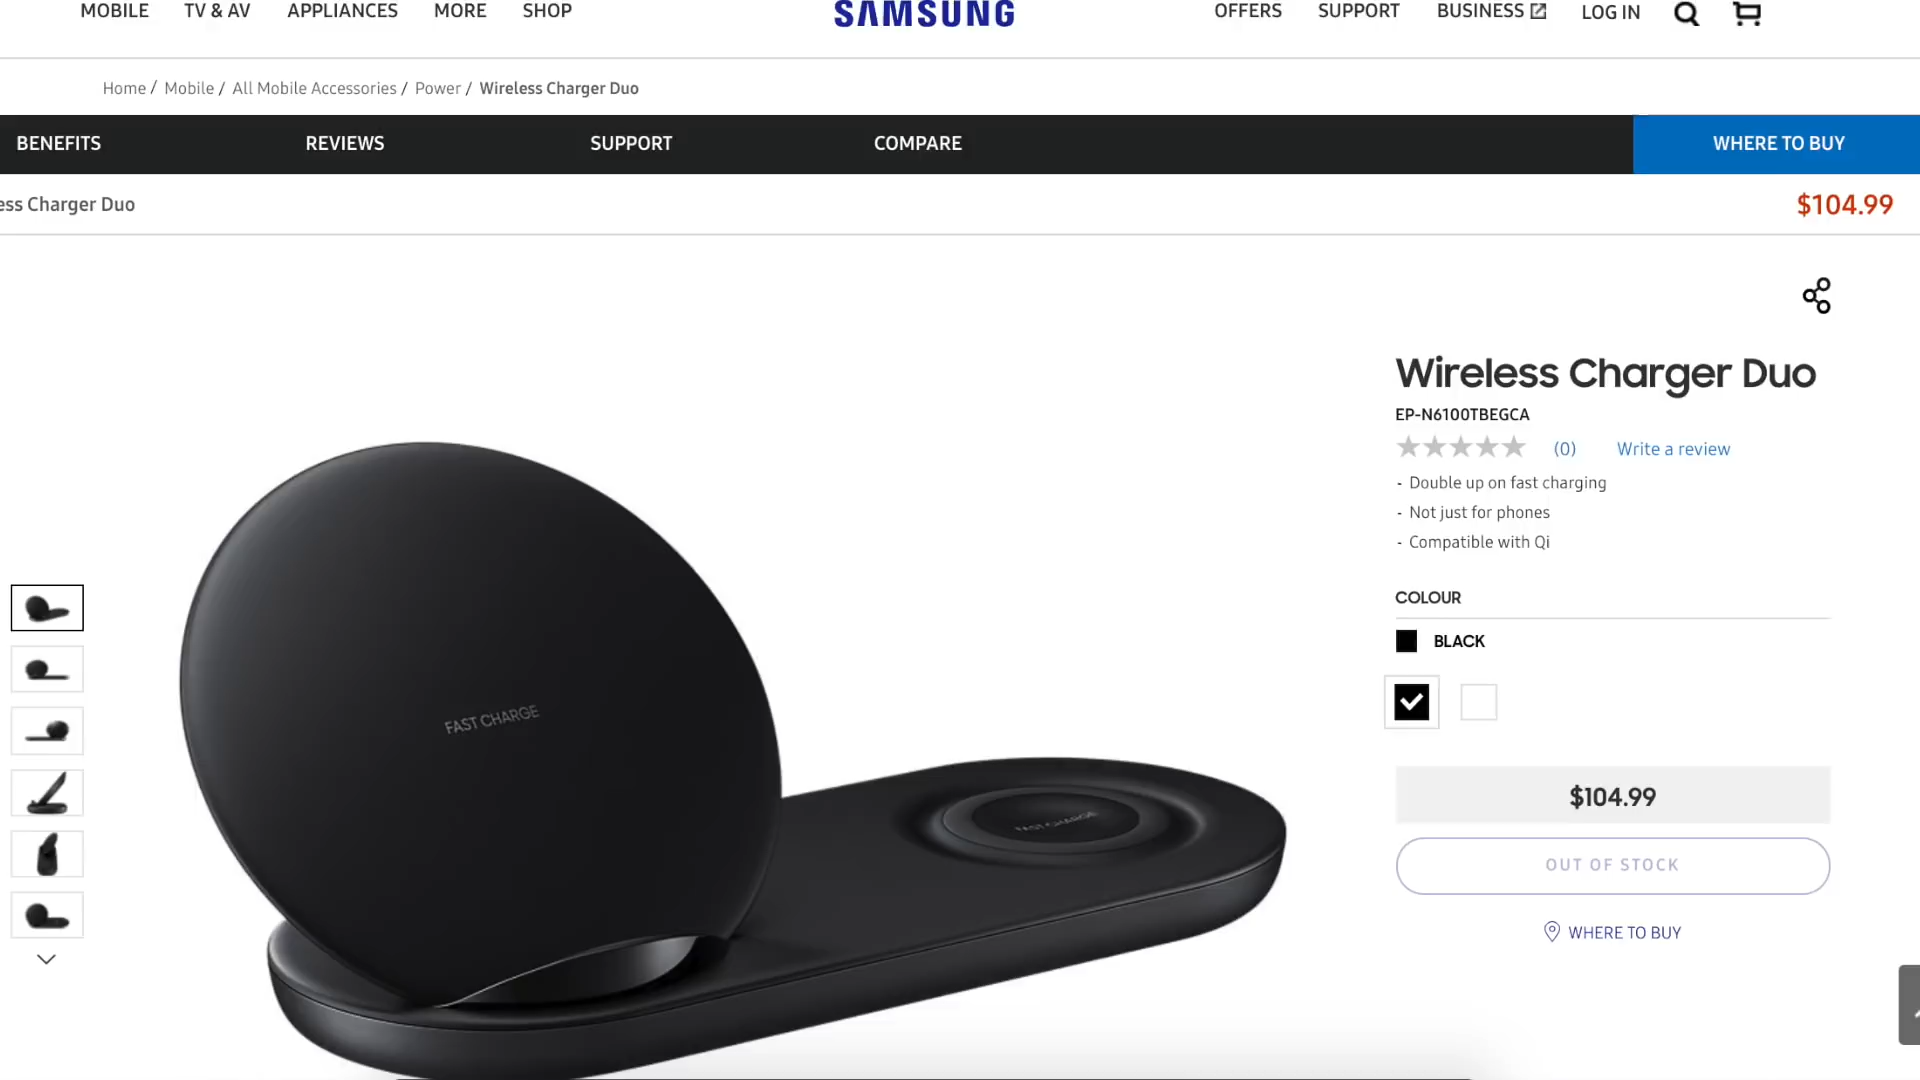 MOBILE TV & AV APPLIANCES MORE SHOP SAMSUNG OFFERS SUPPORT BUSINESS LOG IN
Home / Mobile / All Mobile Accessories / Power / Wireless Charger Duo
BENEFITS REVIEWS SUPPORT COMPARE WHERE TO BUY
ess Charger Duo $104.99
Wireless Charger Duo
EP-N6100TBEGCA
(0) Write a review
- Double up on fast charging
- Not just for phones
- Compatible with Qi
COLOUR
BLACK
FAST CHARGE
FAST CHARGE
$104.99
OUT OF STOCK
WHERE TO BUY